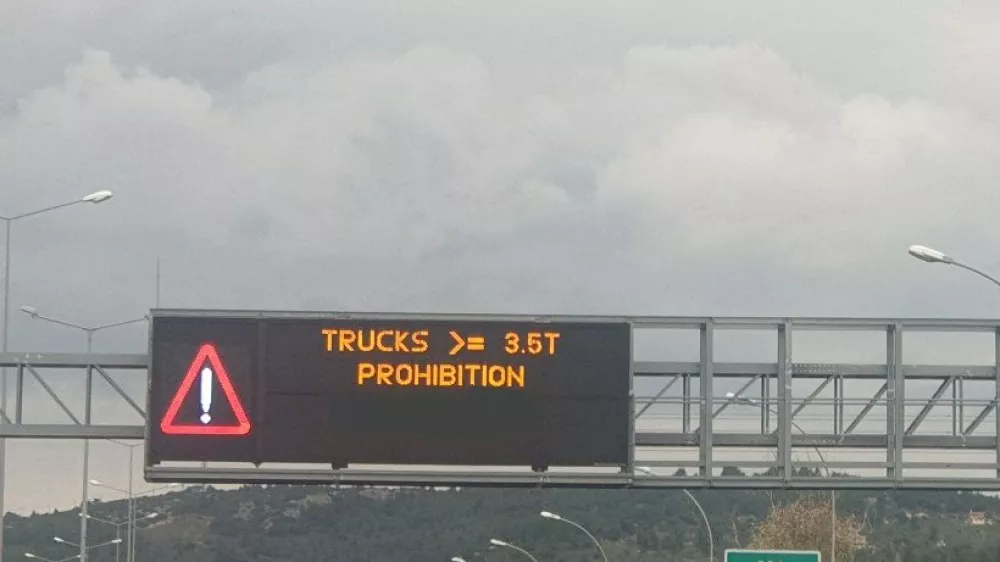 TRUCKS >= 3.5T
PROHIBITION